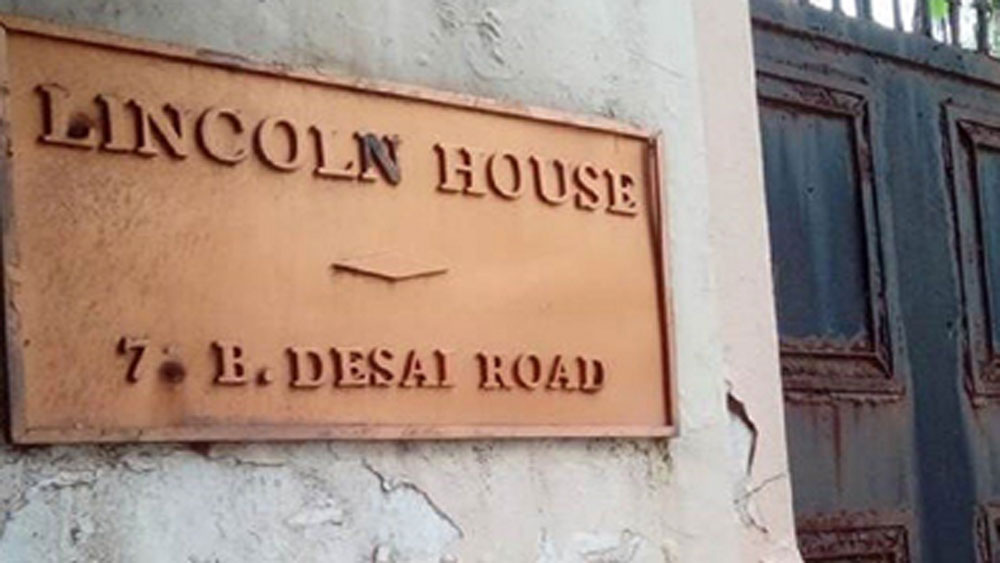 LINCOLN HOUSE
7. B. DESAI ROAD